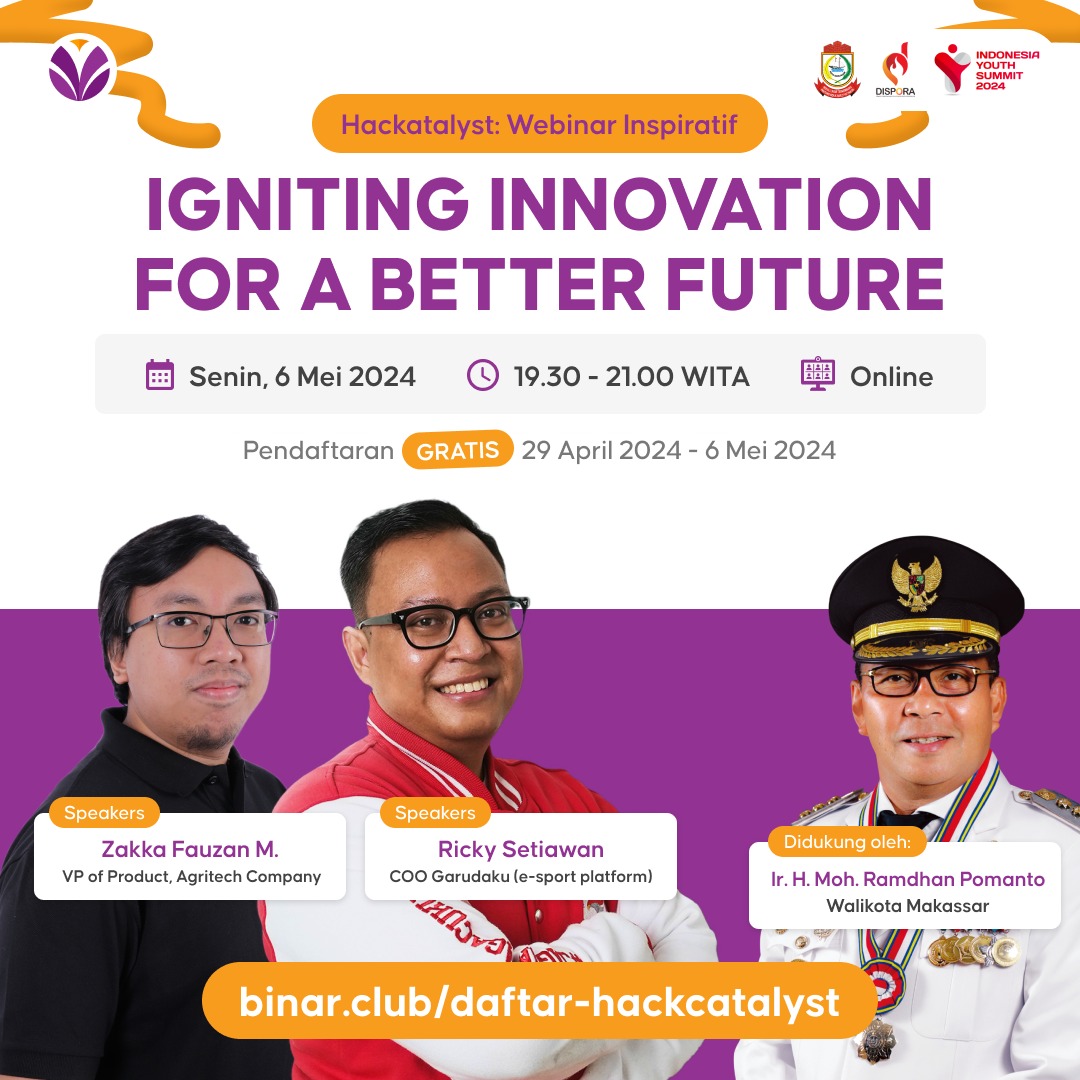 DISPORA
INDONESIA
YOUTH
SUMMIT
2024
Hackatalyst: Webinar Inspiratif
IGNITING INNOVATION
FOR A BETTER FUTURE
Senin, 6 Mei 2024
19.30 - 21.00 WITA
Online
Pendaftaran GRATIS 29 April 2024 - 6 Mei 2024
Speakers
Zakka Fauzan M.
VP of Product, Agritech Company
Speakers
Ricky Setiawan
COO Garudaku (e-sport platform)
Didukung oleh:
Ir. H. Moh. Ramdhan Pomanto
Walikota Makassar
binar.club/daftar-hackcatalyst